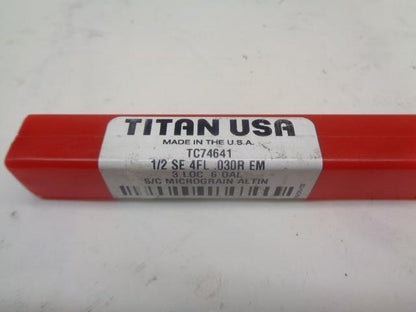 TITAN USA
MADE IN THE U.S.A.
TC74641
1/2 SE 4FL .030R EM
3 LOC 6 OAL
S/C MICROGRAIN ALTIN